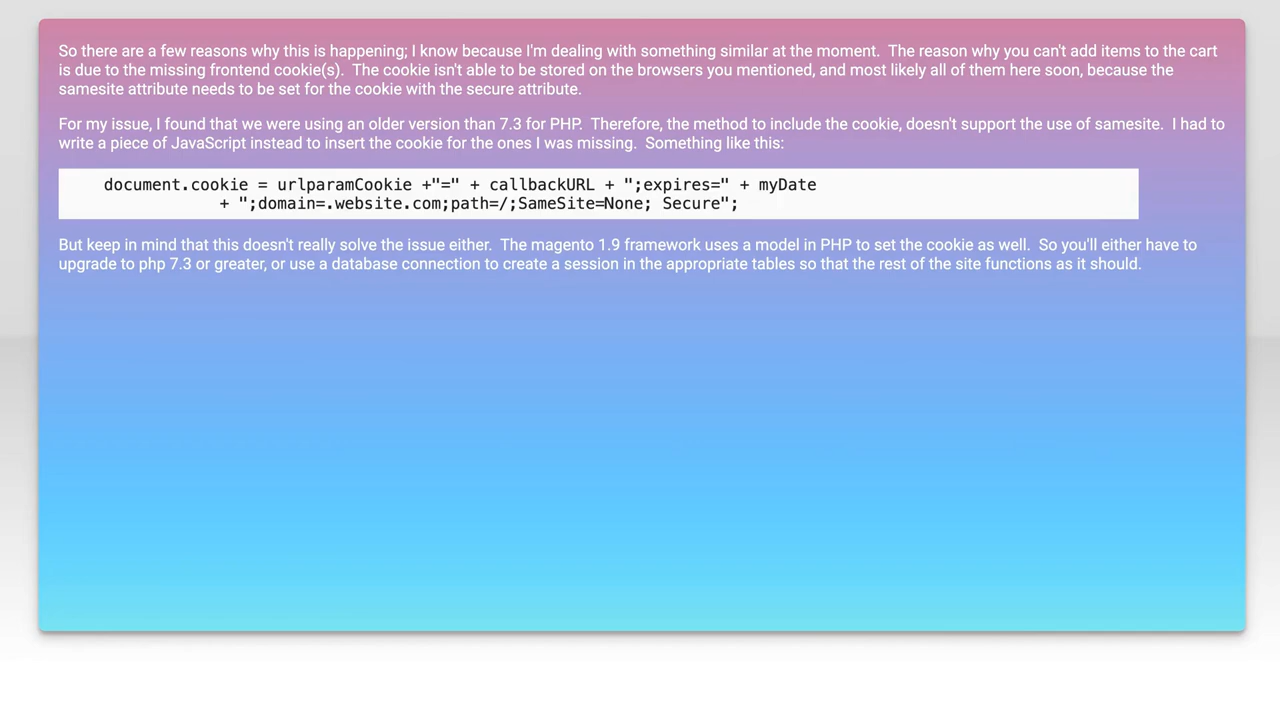 So there are a few reasons why this is happening; I know because I'm dealing with something similar at the moment.  The reason why you can't add items to the cart
is due to the missing frontend cookie(s).  The cookie isn't able to be stored on the browsers you mentioned, and most likely all of them here soon, because the
samesite attribute needs to be set for the cookie with the secure attribute.
For my issue, I found that we were using an older version than 7.3 for PHP.  Therefore, the method to include the cookie, doesn't support the use of samesite.  I had to
write a piece of JavaScript instead to insert the cookie for the ones I was missing.  Something like this:
document.cookie = urlparamCookie +"=" + callbackURL + ";expires=" + myDate
+ ";domain=.website.com;path=/;SameSite=None; Secure";
But keep in mind that this doesn't really solve the issue either.  The magento 1.9 framework uses a model in PHP to set the cookie as well.  So you'll either have to
upgrade to php 7.3 or greater, or use a database connection to create a session in the appropriate tables so that the rest of the site functions as it should.